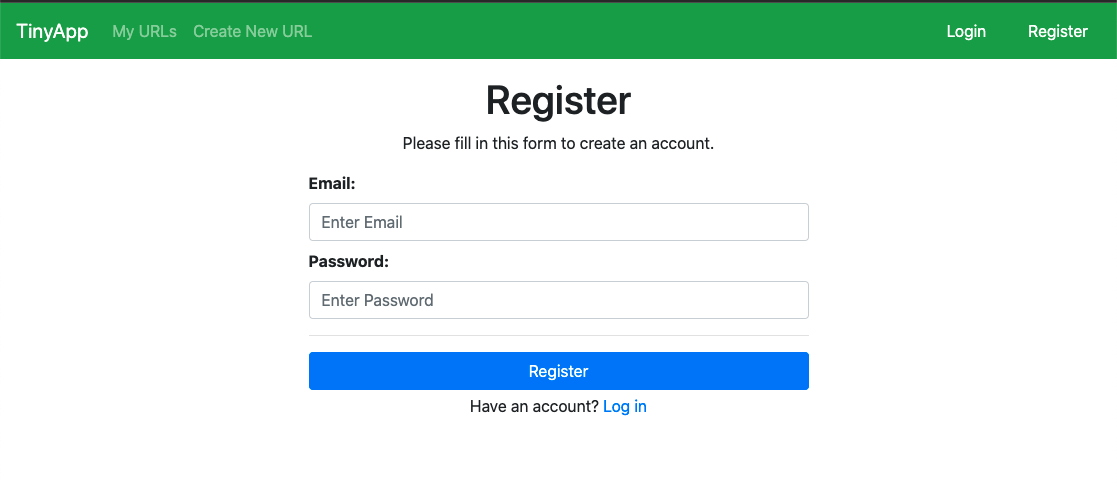 TinyApp My URLs Create New URL Login Register
Register
Please fill in this form to create an account.
Email:
Enter Email
Password:
Enter Password
Register
Have an account? Log in